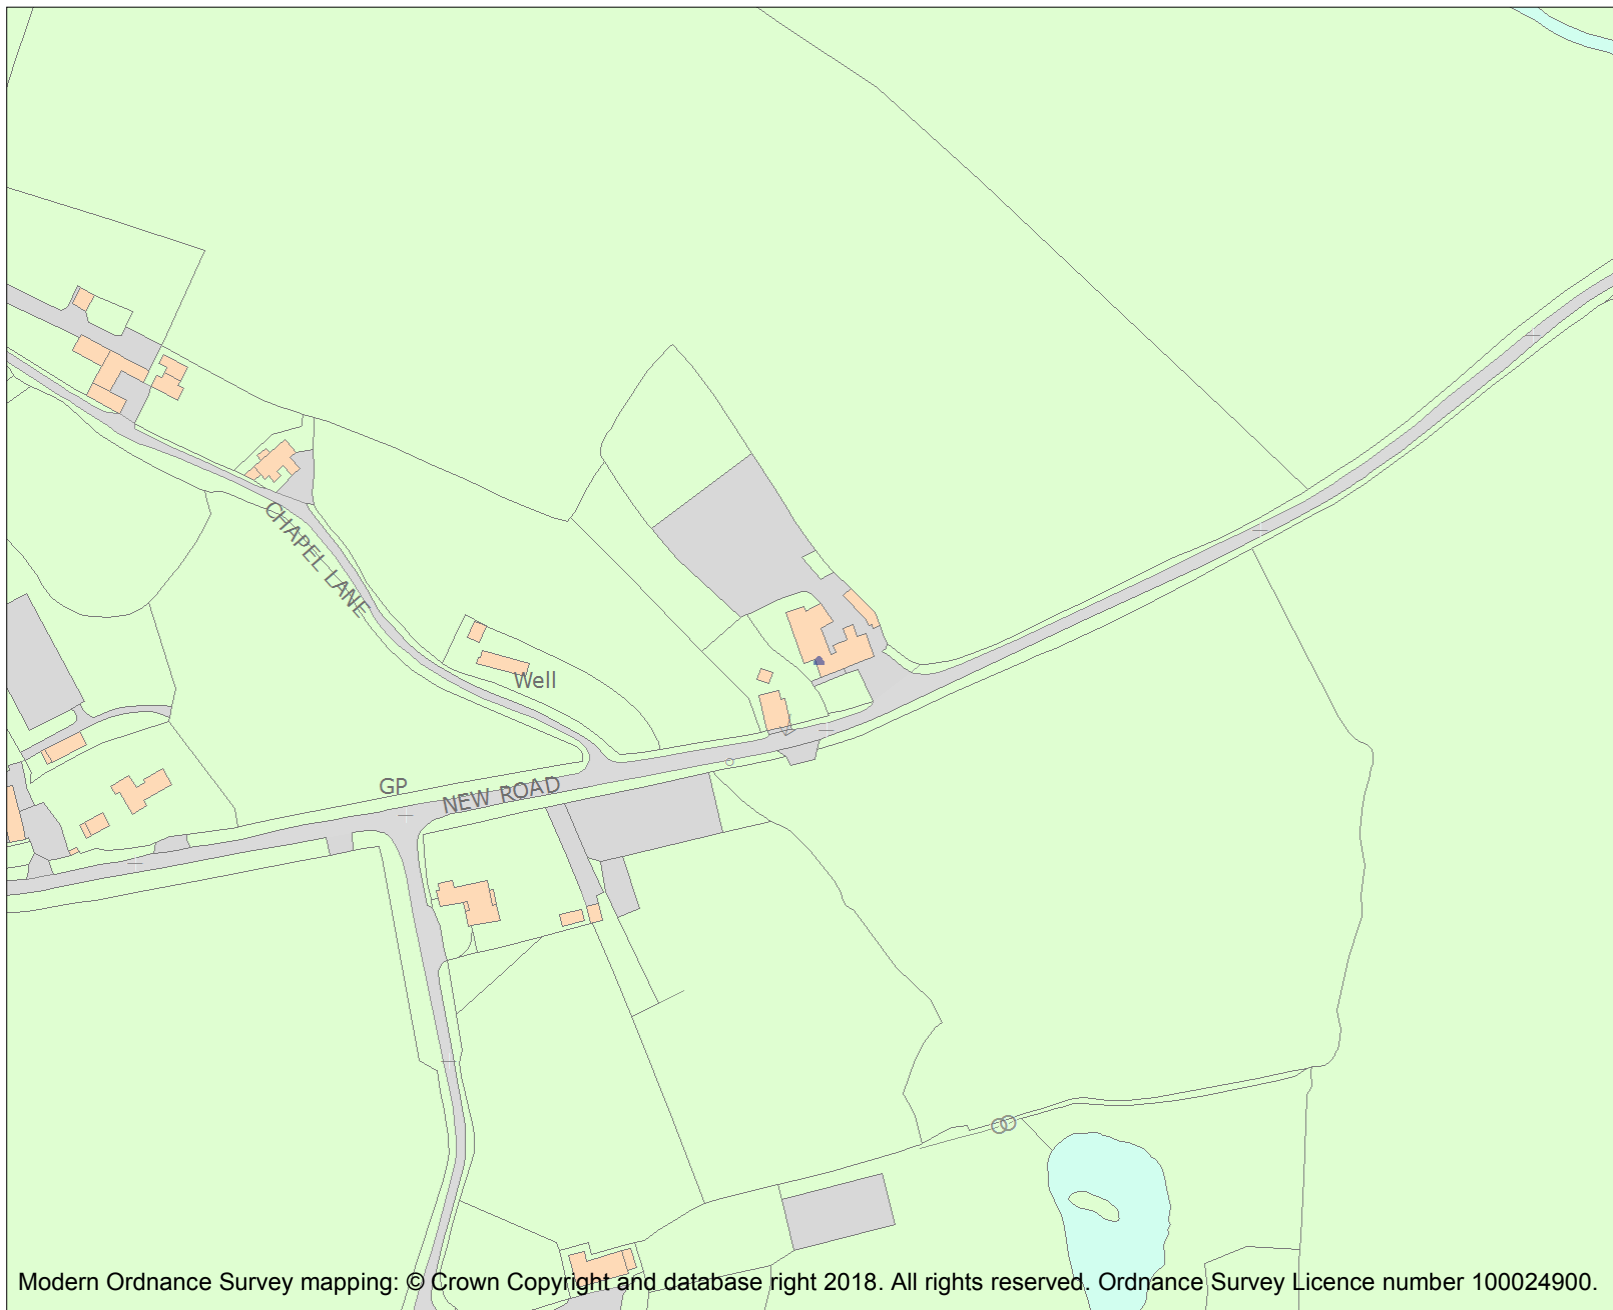 CHAPEL LANE
Well
GP
NEW ROAD
Modern Ordnance Survey mapping: © Crown Copyright and database right 2018. All rights reserved. Ordnance Survey Licence number 100024900.